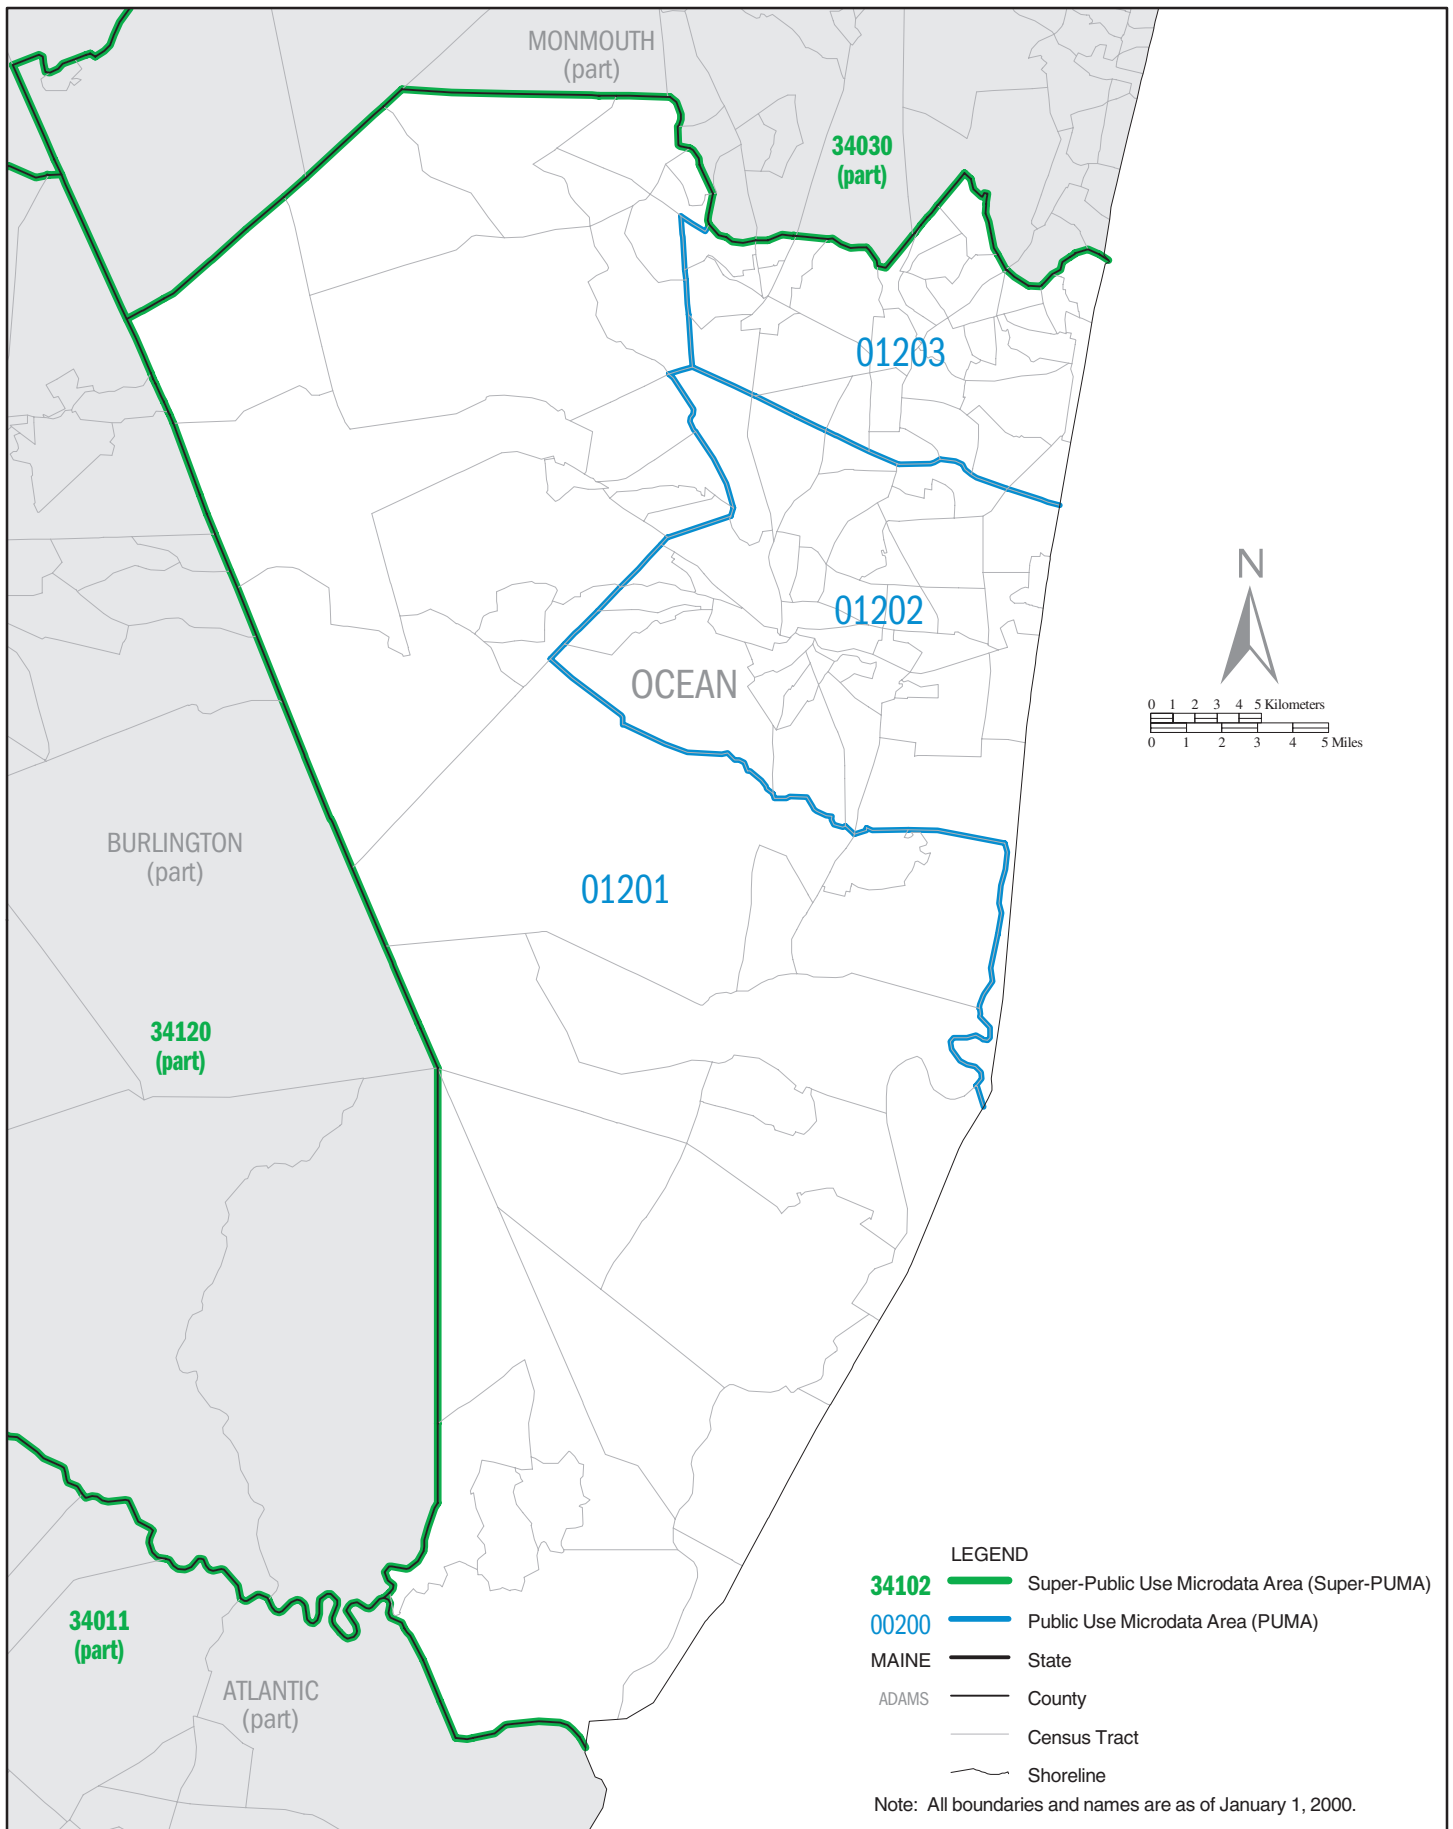 MONMOUTH
(part)
34030
(part)
01203
01202
OCEAN
N
0 1 2 3 4 5 Kilometers
0 1 2 3 4 5 Miles
BURLINGTON
(part)
01201
34120
(part)
34011
(part)
ATLANTIC
(part)
LEGEND
34102 Super-Public Use Microdata Area (Super-PUMA)
00200 Public Use Microdata Area (PUMA)
MAINE State
ADAMS County
Census Tract
Shoreline
Note: All boundaries and names are as of January 1, 2000.